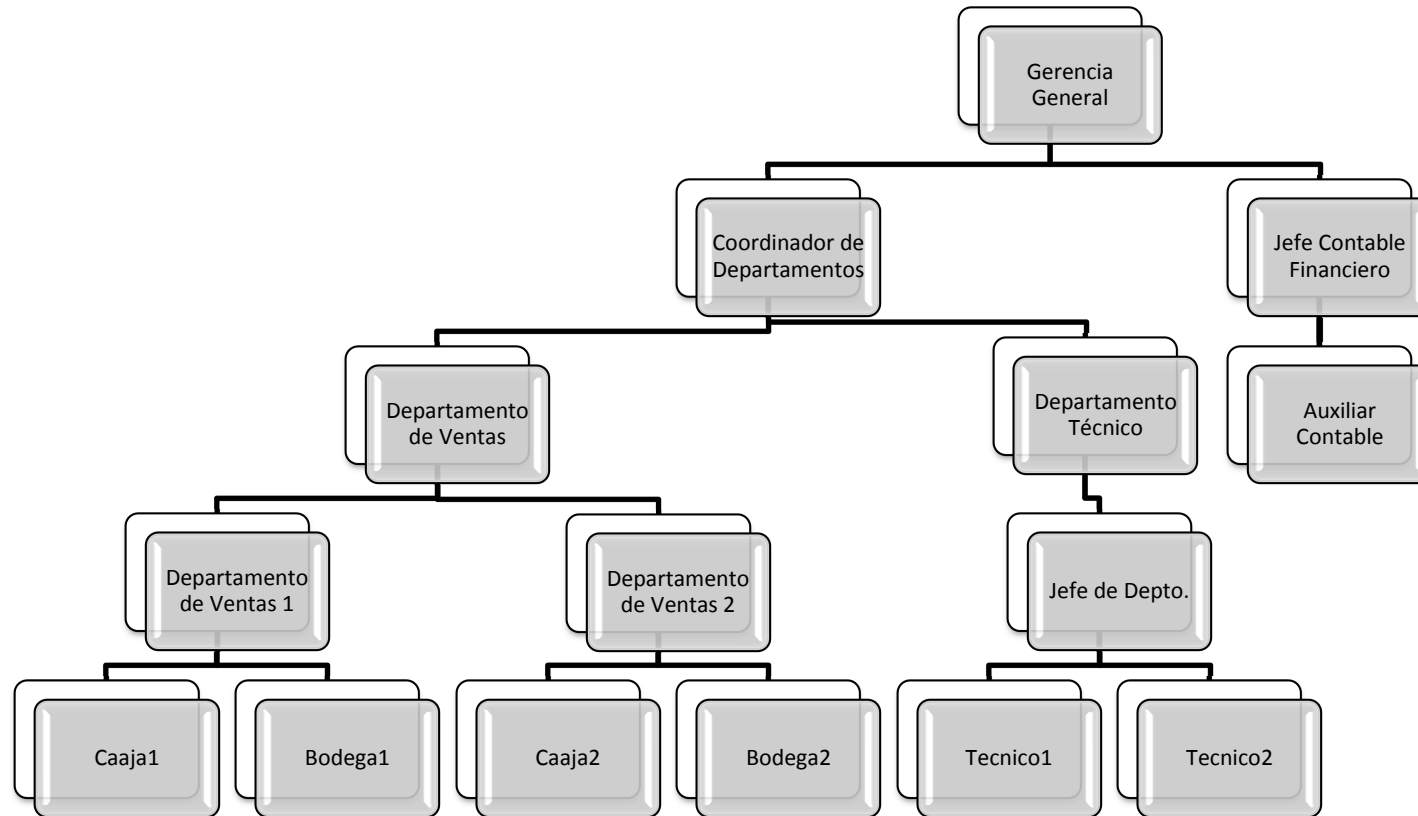 Gerencia
General
Coordinador de
Departamentos
Jefe Contable
Financiero
Departamento
de Ventas
Departamento
Técnico
Auxiliar
Contable
Departamento
de Ventas 1
Departamento
de Ventas 2
Jefe de Depto.
Caaja1
Bodega1
Caaja2
Bodega2
Tecnico1
Tecnico2